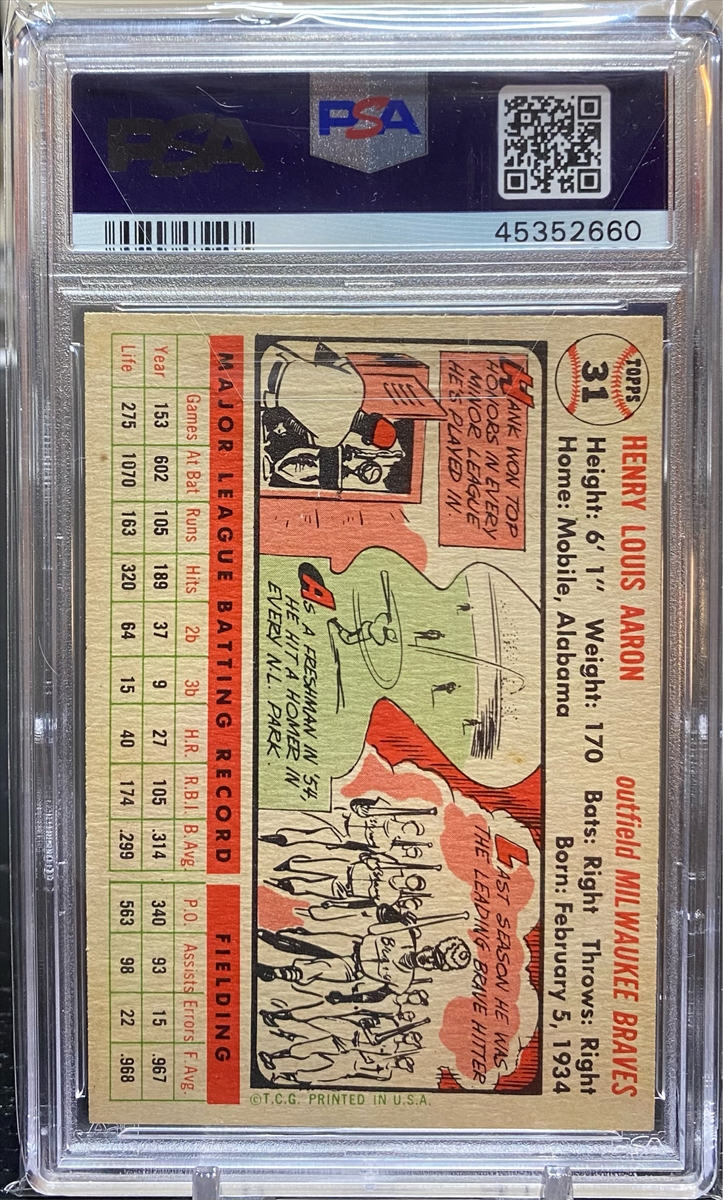 PSA
PSA
45352660
TOPPS
31
HENRY LOUIS AARON
outfield MILWAUKEE BRAVES
Height: 6' 1" Weight: 170 Bats: Right Throws: Right
Home: Mobile, Alabama
Born: February 5, 1934
HANK WON TOP
HONORS IN EVERY
MINOR LEAGUE
HE'S PLAYED IN.
AS A FRESHMAN IN '54,
HE HIT A HOMER IN
EVERY N.L. PARK.
LAST SEASON HE WAS
THE LEADING BRAVE HITTER
Braves
MAJOR LEAGUE BATTING RECORD
FIELDING
Games At Bat Runs Hits 2b 3b H.R. R.B.I. B.Avg. P.O. Assists Errors F.Avg.
Year 153 602 105 189 37 9 27 105 .314 340 93 15 .967
Life 275 1070 163 320 64 15 40 174 .299 563 98 22 .968
©T.C.G. PRINTED IN U.S.A.